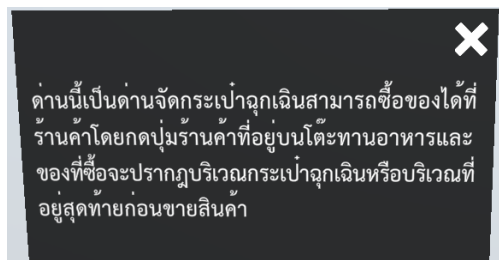 ด่านนี้เป็นด่านจัดกระเป๋าฉุกเฉินสามารถซื้อของได้ที่
ร้านค้าโดยกดปุ่มร้านค้าที่อยู่บนโต๊ะทานอาหารและ
ของที่ซื้อจะปรากฎบริเวณกระเป๋าฉุกเฉินหรือบริเวณที่
อยู่สุดท้ายก่อนขายสินค้า